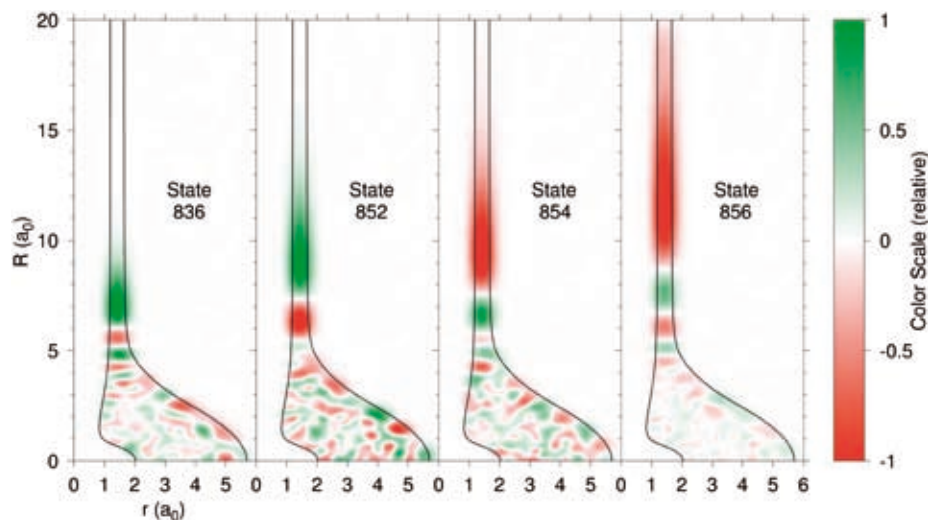 20
15
10
5
0
R (a0)
State
836
State
852
State
854
State
856
0 1 2 3 4 5 0 1 2 3 4 5 0 1 2 3 4 5 0 1 2 3 4 5 6
r (a0)
1
0.5
0
-0.5
-1
Color Scale (relative)